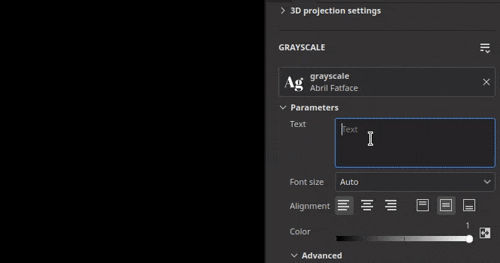 3D projection settings
GRAYSCALE
Ag
grayscale
Abril Fatface
Parameters
Text
Text
Font size
Auto
Alignment
1
Color
Advanced